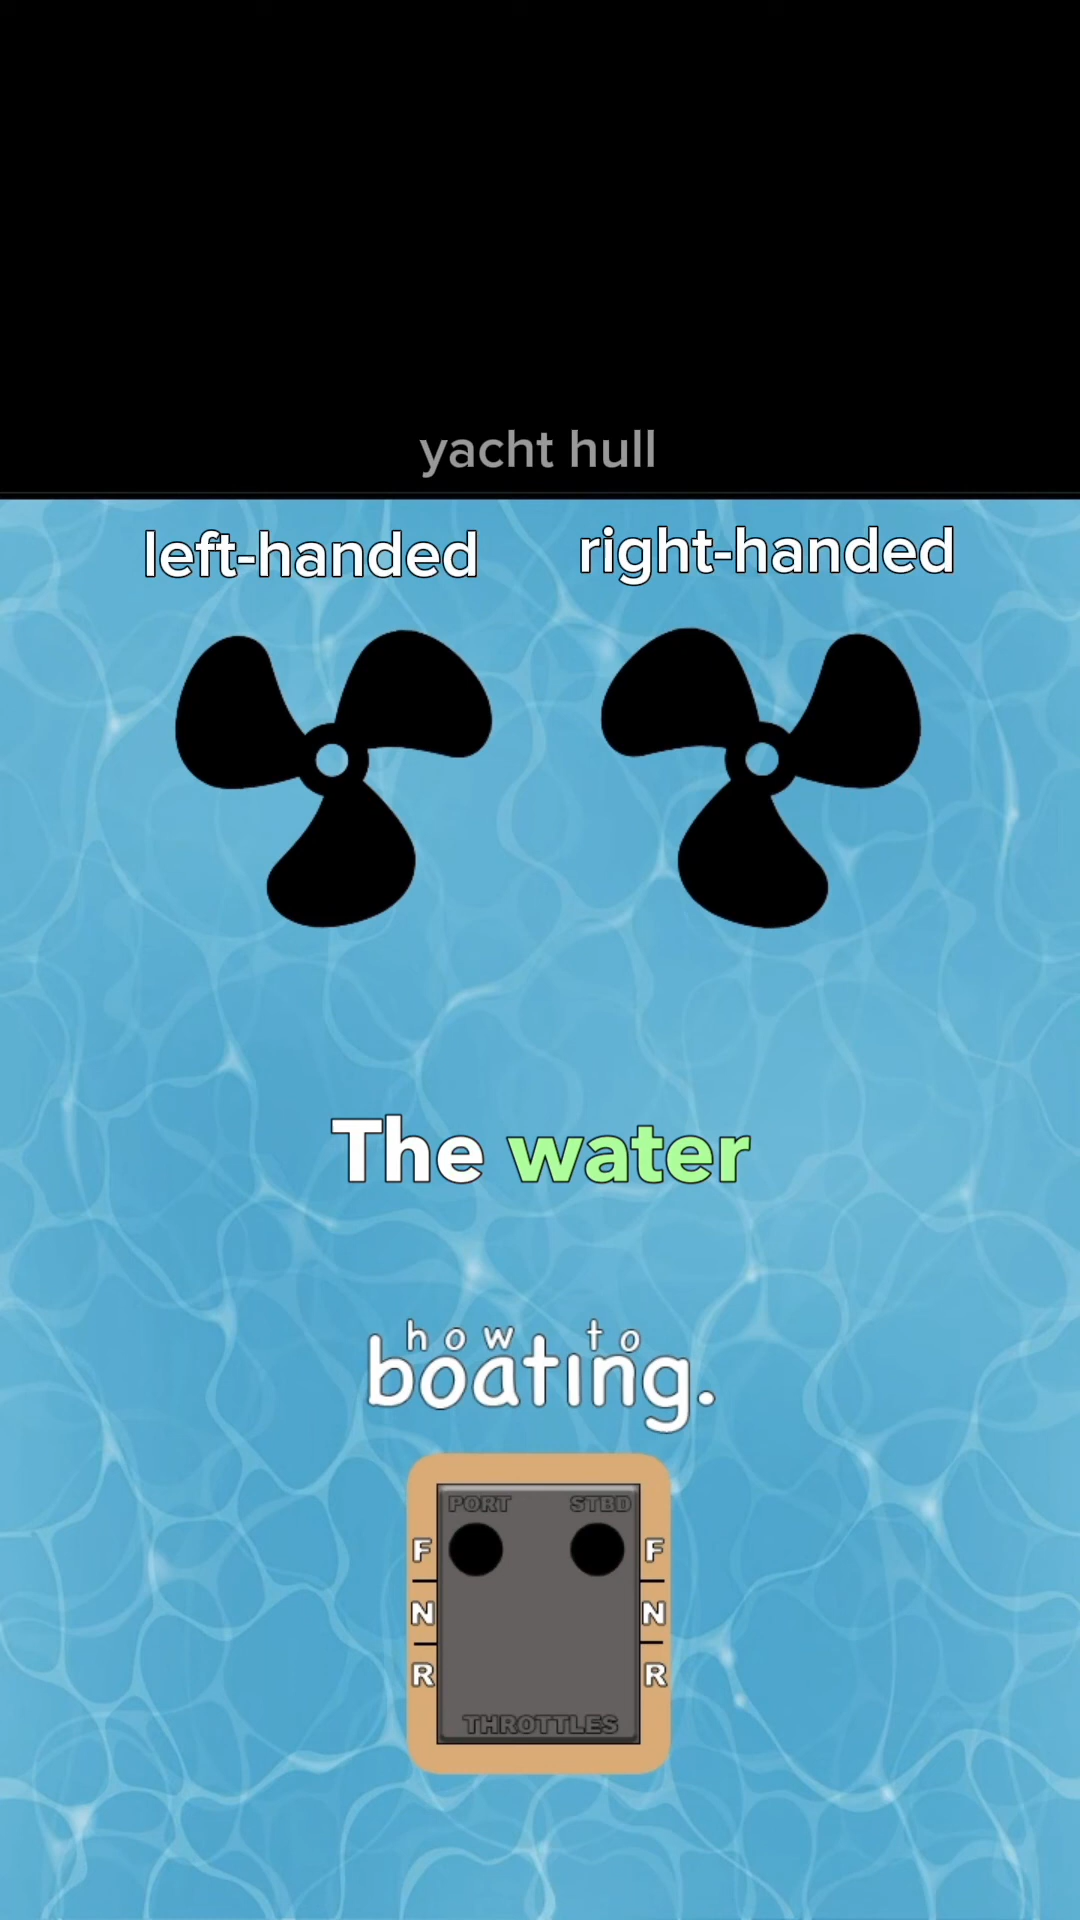 yacht hull
left-handed right-handed
The water
how to
boating.
PORT STBD
F F
N N
R R
THROTTLES